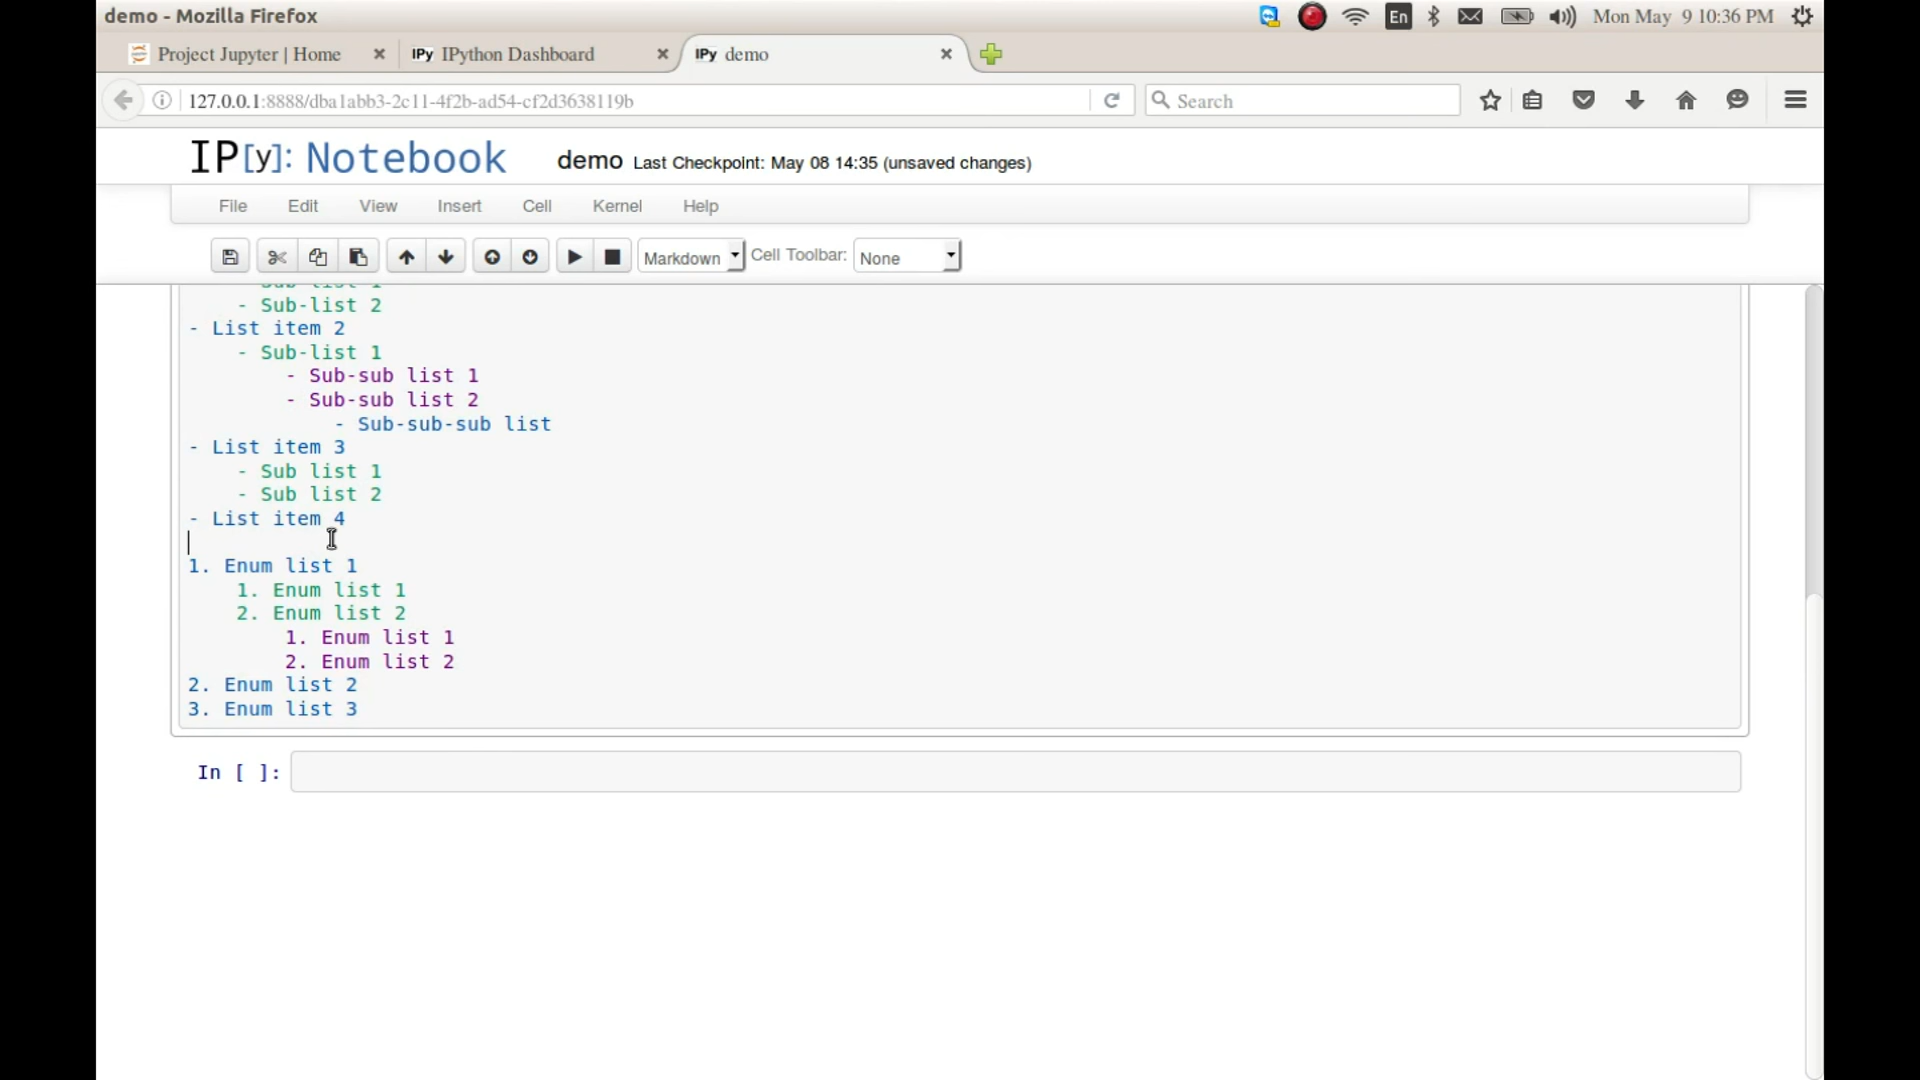 demo - Mozilla Firefox
En
Mon May 9 10:36 PM
Project Jupyter | Home
IPy IPython Dashboard
IPy demo
127.0.0.1:8888/dba1abb3-2c11-4f2b-ad54-cf2d3638119b
Search
IP[y]: Notebook
demo Last Checkpoint: May 08 14:35 (unsaved changes)
File Edit View Insert Cell Kernel Help
Markdown Cell Toolbar: None
- Sub-list 2
- List item 2
- Sub-list 1
- Sub-sub list 1
- Sub-sub list 2
- Sub-sub-sub list
- List item 3
- Sub list 1
- Sub list 2
- List item 4
1. Enum list 1
1. Enum list 1
2. Enum list 2
1. Enum list 1
2. Enum list 2
2. Enum list 2
3. Enum list 3
In [ ]: